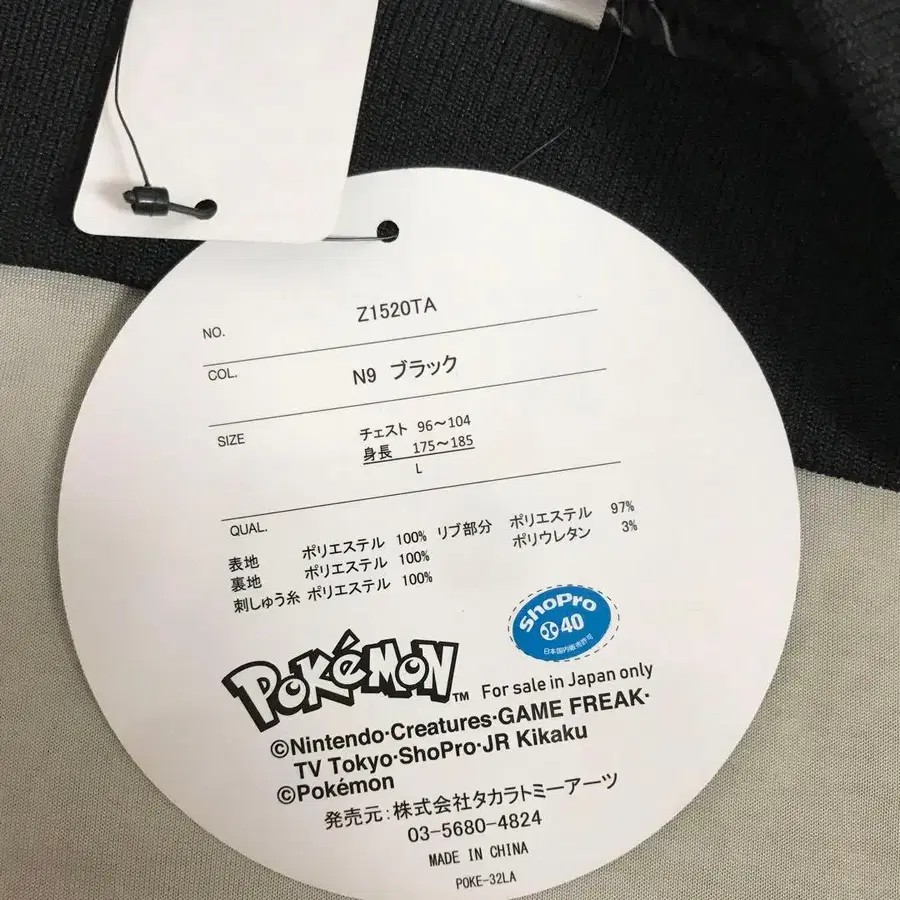 NO. Z1520TA
COL. N9 ブラック
SIZE チェスト 96～104
身長 175～185
L
QUAL.
表地 ポリエステル 100% リブ部分 ポリエステル 97%
裏地 ポリエステル 100% ポリウレタン 3%
刺しゅう糸 ポリエステル 100%
ShoPro
40
日本国内販売許可
POKéMON™ For sale in Japan only
©Nintendo･Creatures･GAME FREAK･
TV Tokyo･ShoPro･JR Kikaku
©Pokémon
発売元:株式会社タカラトミーアーツ
03-5680-4824
MADE IN CHINA
POKE-32LA